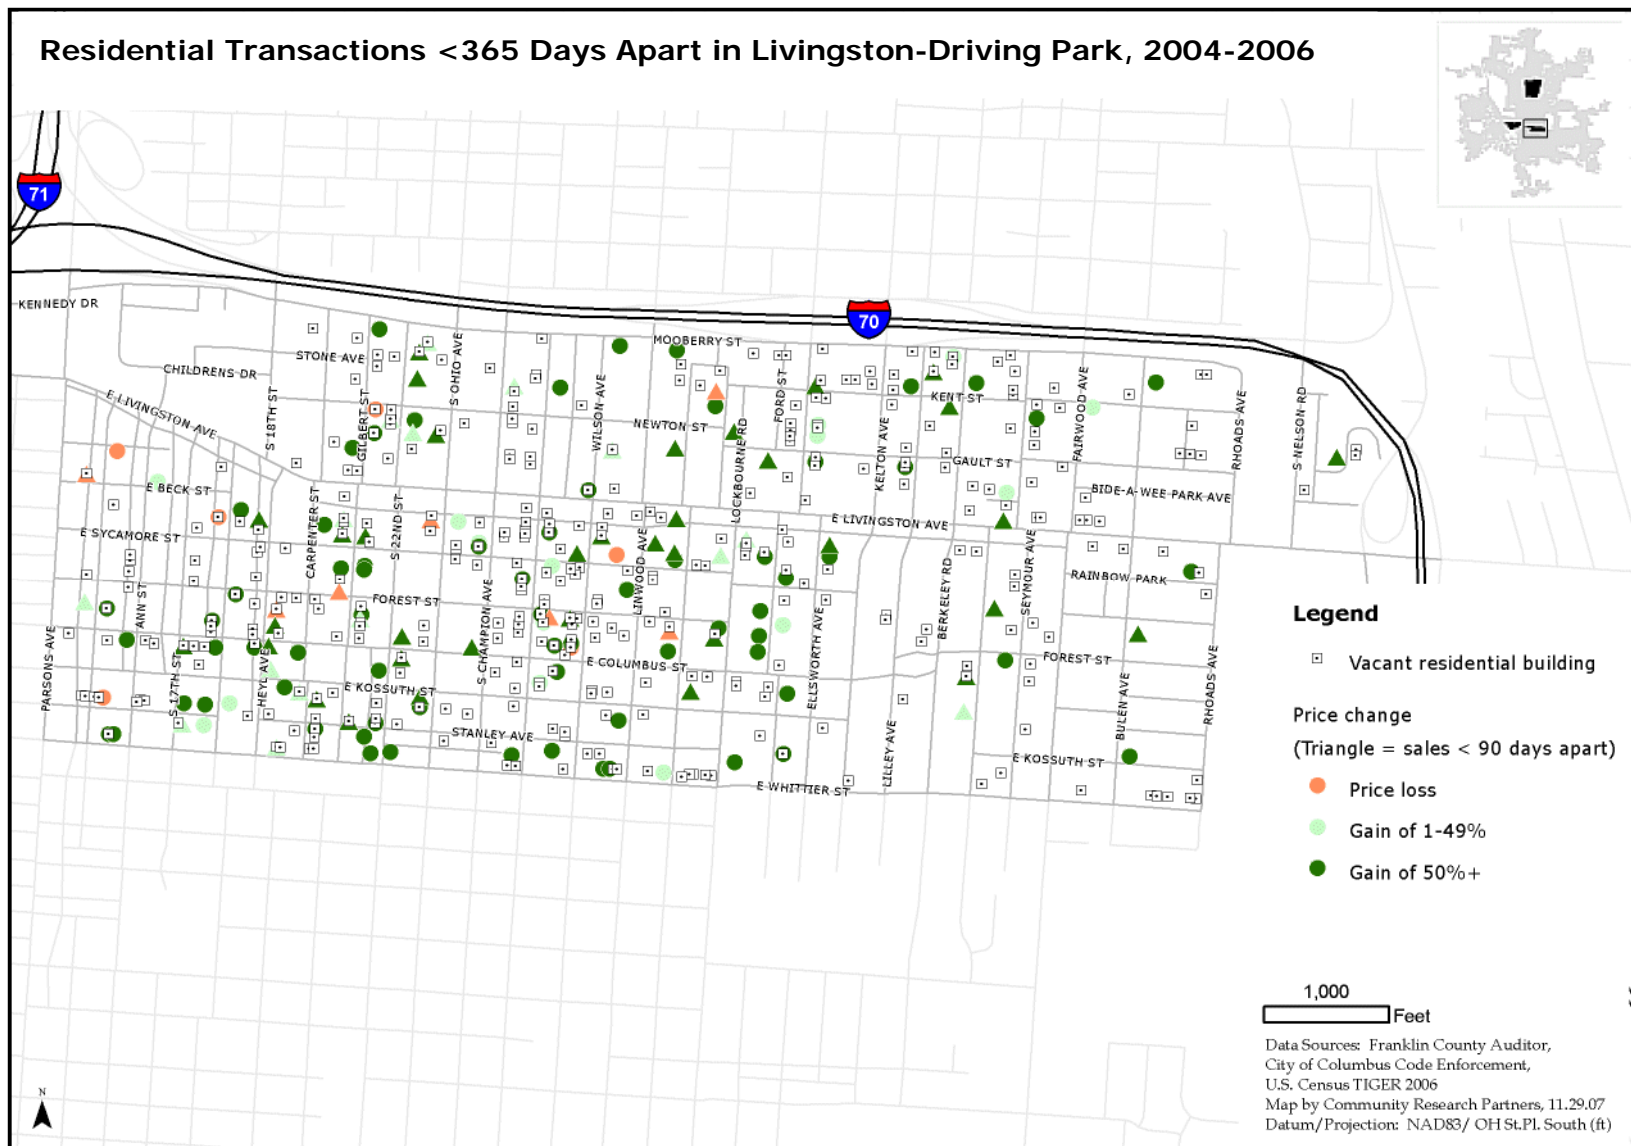 Residential Transactions <365 Days Apart in Livingston-Driving Park, 2004-2006
71
70
KENNEDY DR
MOOBERRY ST
STONE AVE
CHILDRENS DR
S OHIO AVE
E LIVINGSTON AVE
S 18TH ST
GILBERT ST
WILSON AVE
NEWTON ST
LOCKBOURNE RD
FORD ST
KENT ST
KELTON AVE
FAIRWOOD AVE
RHOADS AVE
S NELSON RD
GAULT ST
BIDE-A-WEE PARK AVE
E BECK ST
E LIVINGSTON AVE
E SYCAMORE ST
CARPENTER ST
S 22ND ST
LINWOOD AVE
BERKELEY RD
SEYMOUR AVE
RAINBOW PARK
ANN ST
FOREST ST
S CHAMPION AVE
ELLSWORTH AVE
PARSONS AVE
S 17TH ST
HEYL AVE
E COLUMBUS ST
FOREST ST
E KOSSUTH ST
BULEN AVE
RHOADS AVE
STANLEY AVE
LILLEY AVE
E KOSSUTH ST
E WHITTIER ST
Legend
Vacant residential building
Price change
(Triangle = sales < 90 days apart)
Price loss
Gain of 1-49%
Gain of 50%+
1,000
Feet
Data Sources: Franklin County Auditor,
City of Columbus Code Enforcement,
U.S. Census TIGER 2006
Map by Community Research Partners, 11.29.07
Datum/Projection: NAD83/ OH St.Pl. South (ft)
N